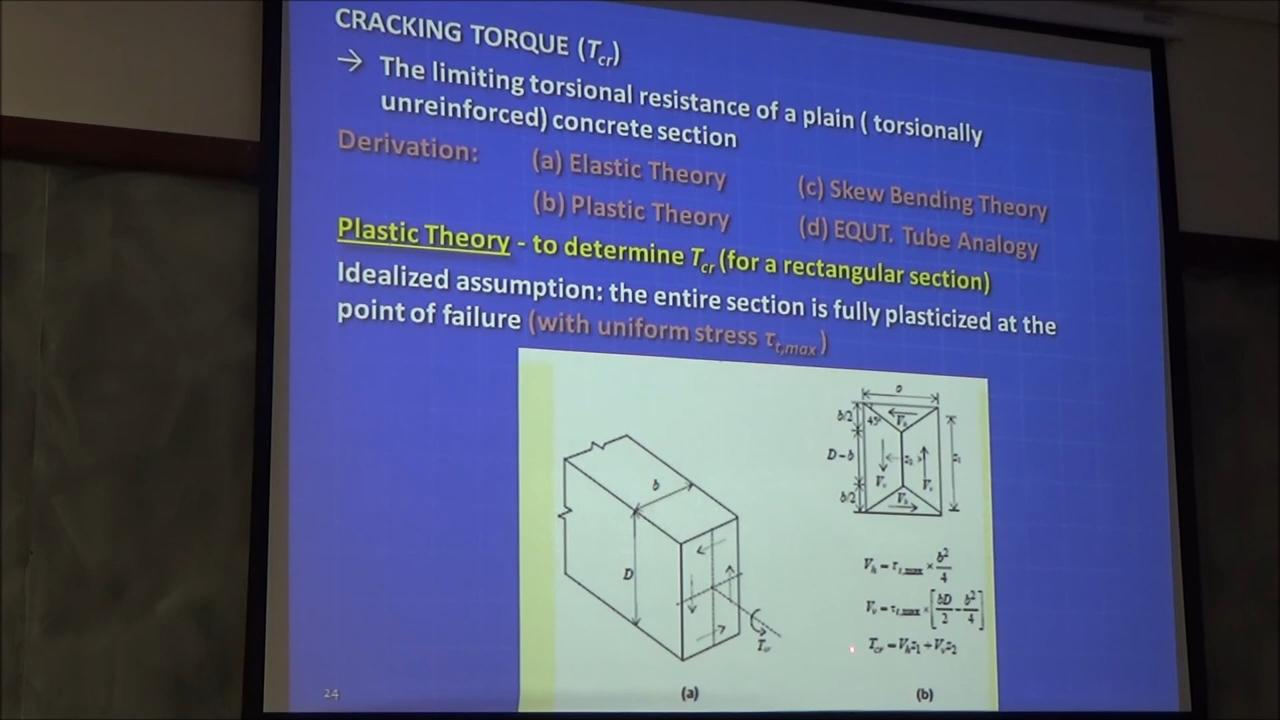 CRACKING TORQUE (Tcr)
→ The limiting torsional resistance of a plain ( torsionally
unreinforced) concrete section
Derivation: (a) Elastic Theory (c) Skew Bending Theory
(b) Plastic Theory (d) EQUT. Tube Analogy
Plastic Theory - to determine Tcr (for a rectangular section)
Idealized assumption: the entire section is fully plasticized at the
point of failure (with uniform stress τt,max)
b
D
Tcr
(a)
b/2 45° Vh
D-b z2 z1
Vv Vv
b/2 Vh
Vh = τt,max × b²/4
Vv = τt,max × [bD/2 - b²/4]
Tcr = Vhz1 + Vvz2
(b)
24